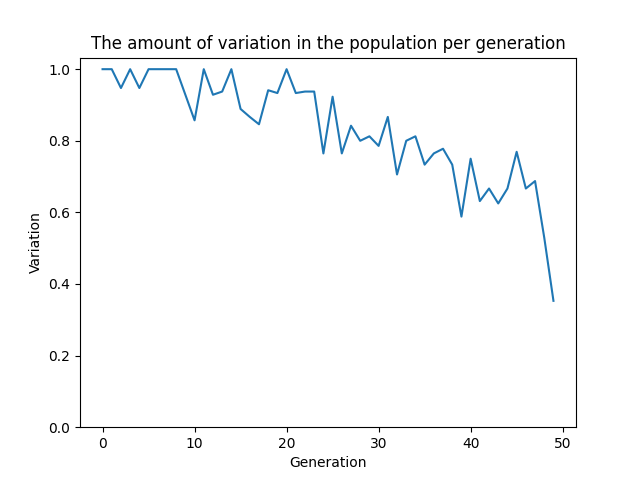 The amount of variation in the population per generation
1.0
0.8
0.6
0.4
0.2
0.0
Variation
0 10 20 30 40 50
Generation